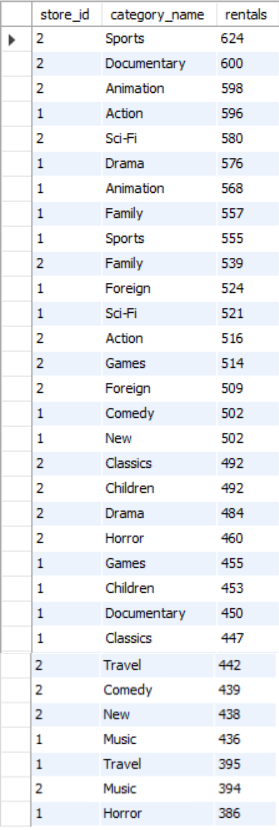 store_id category_name rentals
2 Sports 624
2 Documentary 600
2 Animation 598
1 Action 596
2 Sci-Fi 580
1 Drama 576
1 Animation 568
1 Family 557
1 Sports 555
2 Family 539
1 Foreign 524
1 Sci-Fi 521
2 Action 516
2 Games 514
2 Foreign 509
1 Comedy 502
1 New 502
2 Classics 492
2 Children 492
2 Drama 484
2 Horror 460
1 Games 455
1 Children 453
1 Documentary 450
1 Classics 447
2 Travel 442
2 Comedy 439
2 New 438
1 Music 436
1 Travel 395
2 Music 394
1 Horror 386